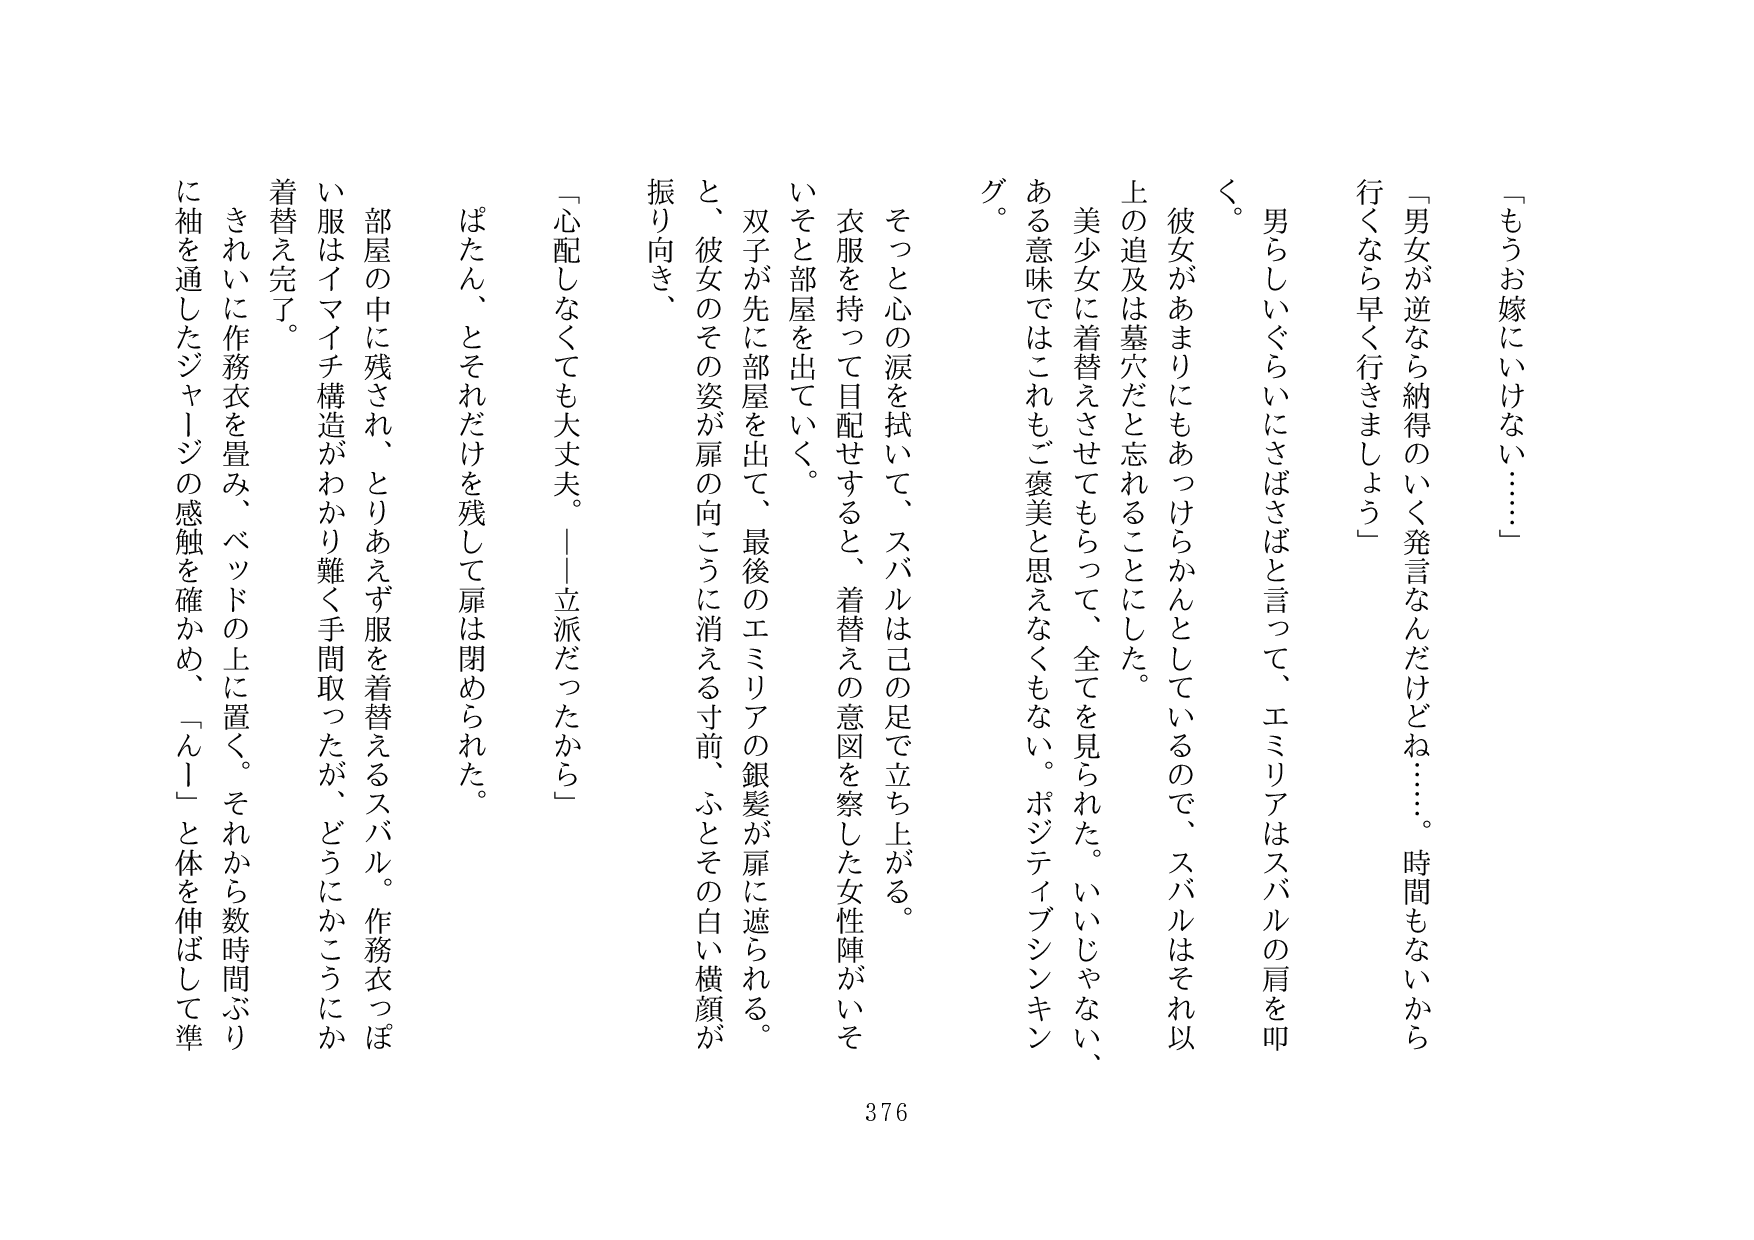 「もうお嫁にいけない……」
「男女が逆なら納得のいく発言なんだけどね……。時間もないから
行くなら早く行きましょう」
男らしいぐらいにさばさばと言って、エミリアはスバルの肩を叩
く。
彼女があまりにもあっけらかんとしているので、スバルはそれ以
上の追及は墓穴だと忘れることにした。
美少女に着替えさせてもらって、全てを見られた。いいじゃない、
ある意味ではこれもご褒美と思えなくもない。ポジティブシンキン
グ。
そっと心の涙を拭いて、スバルは己の足で立ち上がる。
衣服を持って目配せすると、着替えの意図を察した女性陣がいそ
いそと部屋を出ていく。
双子が先に部屋を出て、最後のエミリアの銀髪が扉に遮られる。
と、彼女のその姿が扉の向こうに消える寸前、ふとその白い横顔が
振り向き、
「心配しなくても大丈夫。――立派だったから」
ぱたん、とそれだけを残して扉は閉められた。
部屋の中に残され、とりあえず服を着替えるスバル。作務衣っぽ
い服はイマイチ構造がわかり難く手間取ったが、どうにかこうにか
着替え完了。
きれいに作務衣を畳み、ベッドの上に置く。それから数時間ぶり
に袖を通したジャージの感触を確かめ、「んー」と体を伸ばして準
376